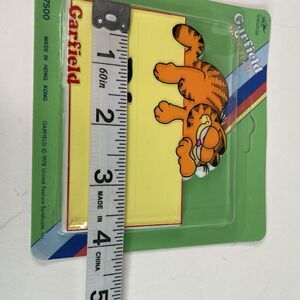 Garfield
Garfield
7500
MADE IN HONG KONG
GARFIELD © 1978 United Feature Syndicate, Inc.
1
60in
2
3
MADE IN
4
CHINA
5